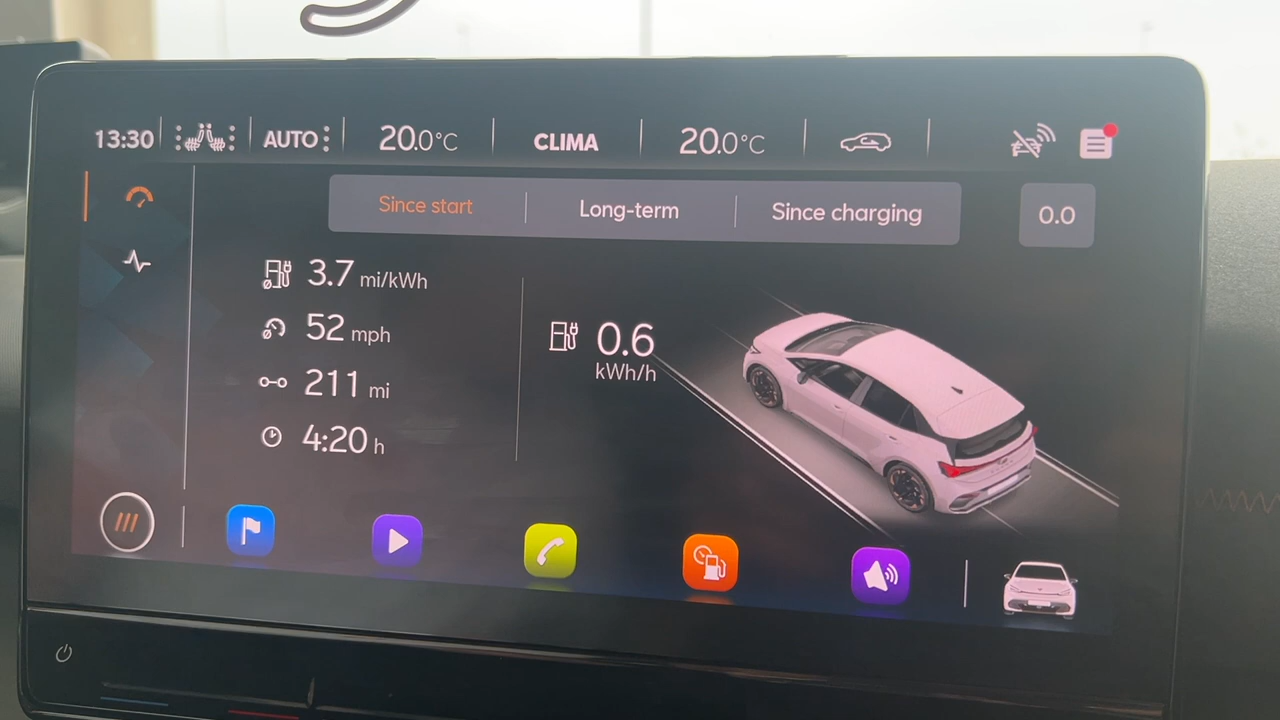 13:30 AUTO 20.0°C CLIMA 20.0°C
Since start Long-term Since charging 0.0
3.7 mi/kWh
52 mph
211 mi
4:20 h
0.6
kWh/h